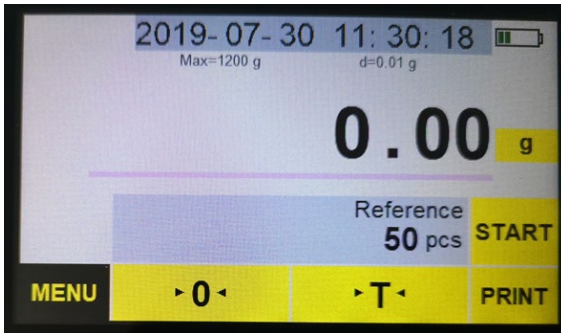 2019-07-30 11:30:18
Max=1200 g d=0.01 g
0.00 g
Reference
50 pcs START
MENU ▸0◂ ▸T◂ PRINT